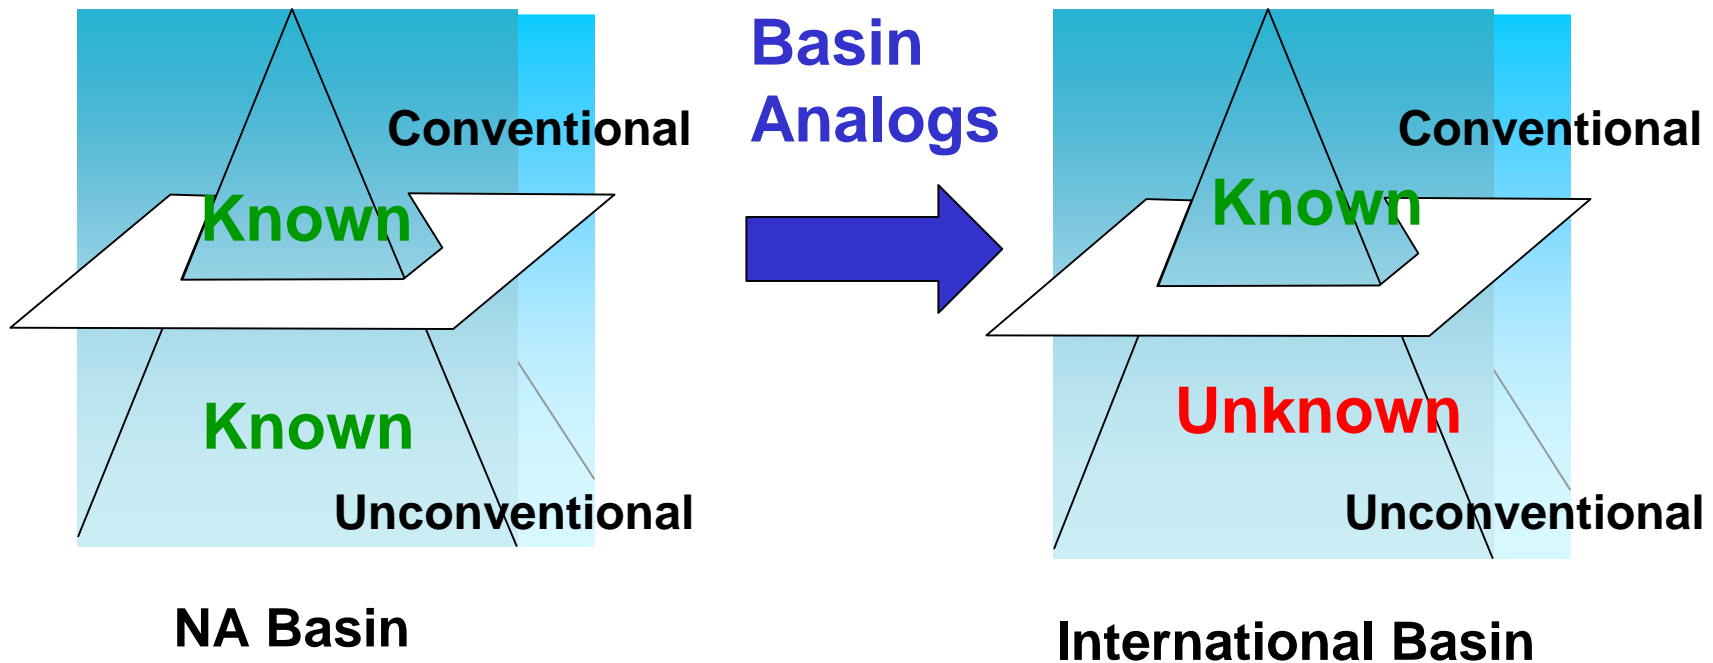 Basin
Analogs
Conventional
Known
Known
Unconventional
NA Basin
Conventional
Known
Unknown
Unconventional
International Basin